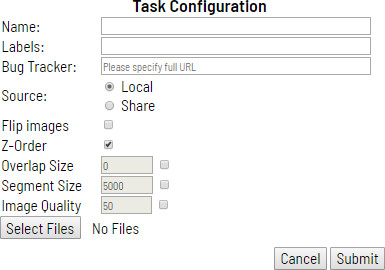 Task Configuration
Name:
Labels:
Bug Tracker: Please specify full URL
Source: Local
Share
Flip images
Z-Order
Overlap Size 0
Segment Size 5000
Image Quality 50
Select Files No Files
Cancel Submit